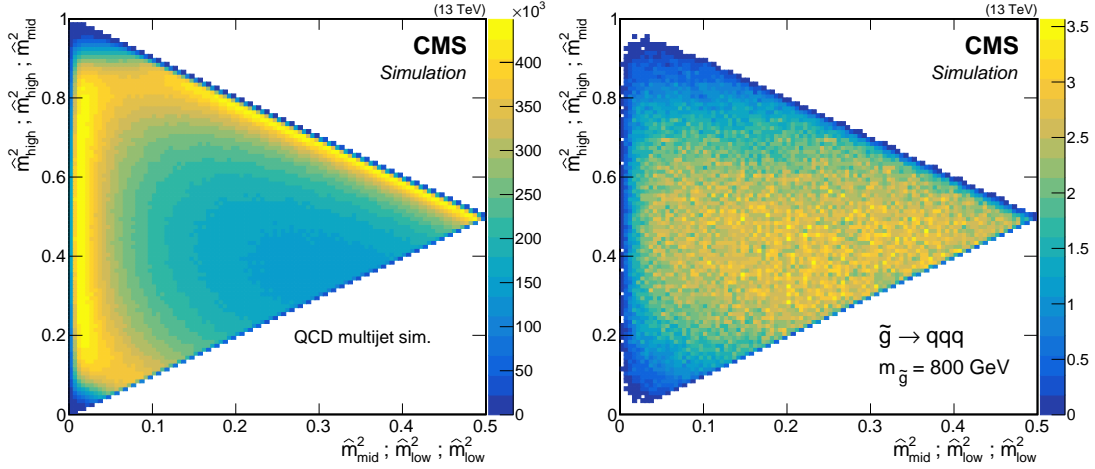 (13 TeV)
×10³
CMS
Simulation
QCD multijet sim.
m̂²high ; m̂²high ; m̂²mid
1
0.8
0.6
0.4
0.2
0
0 0.1 0.2 0.3 0.4 0.5
m̂²mid ; m̂²low ; m̂²low
400
350
300
250
200
150
100
50
0
(13 TeV)
CMS
Simulation
g̃ → qqq
m g̃ = 800 GeV
m̂²high ; m̂²high ; m̂²mid
1
0.8
0.6
0.4
0.2
0
0 0.1 0.2 0.3 0.4 0.5
m̂²mid ; m̂²low ; m̂²low
3.5
3
2.5
2
1.5
1
0.5
0